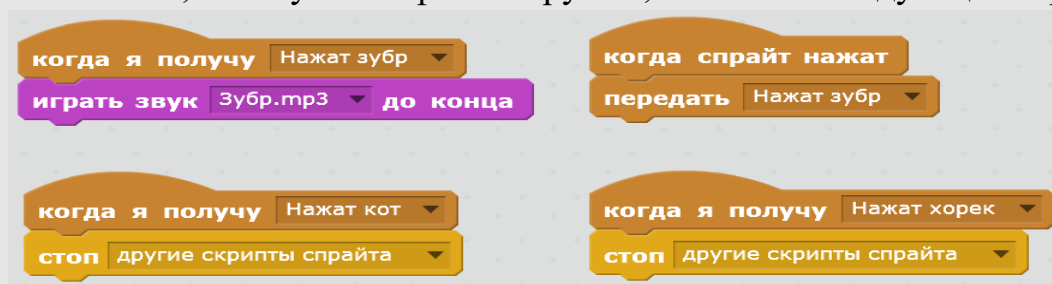 когда я получу Нажат зубр
играть звук Зубр.mp3 до конца
когда спрайт нажат
передать Нажат зубр
когда я получу Нажат кот
стоп другие скрипты спрайта
когда я получу Нажат хорек
стоп другие скрипты спрайта